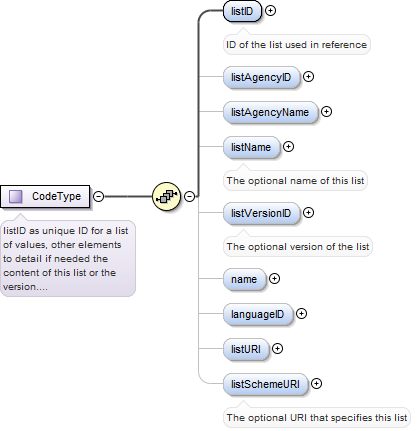 listID
ID of the list used in reference
listAgencyID
listAgencyName
listName
The optional name of this list
CodeType
listID as unique ID for a list
of values, other elements
to detail if needed the
content of this list or the
version....
listVersionID
The optional version of the list
name
languageID
listURI
listSchemeURI
The optional URI that specifies this list